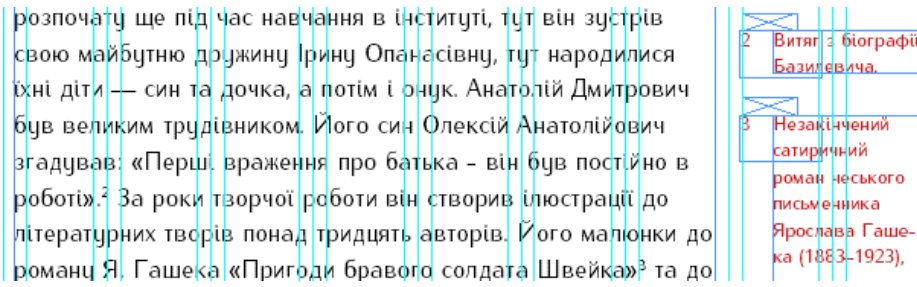 розпочату ще під час навчання в інституті, тут він зустрів
свою майбутню дружину Ірину Опанасівну, тут народилися
їхні діти — син та дочка, а потім і онук. Анатолій Дмитрович
був великим трудівником. Його син Олексій Анатолійович
згадував: «Перші враження про батька – він був постійно в
роботі».² За роки творчої роботи він створив ілюстрації до
літературних творів понад тридцять авторів. Його малюнки до
роману Я. Гашека «Пригоди бравого солдата Швейка»³ та до
2 Витяг з біографії
Базилевича.
3 Незакінчений
сатиричний
роман чеського
письменника
Ярослава Гаше-
ка (1883–1923),